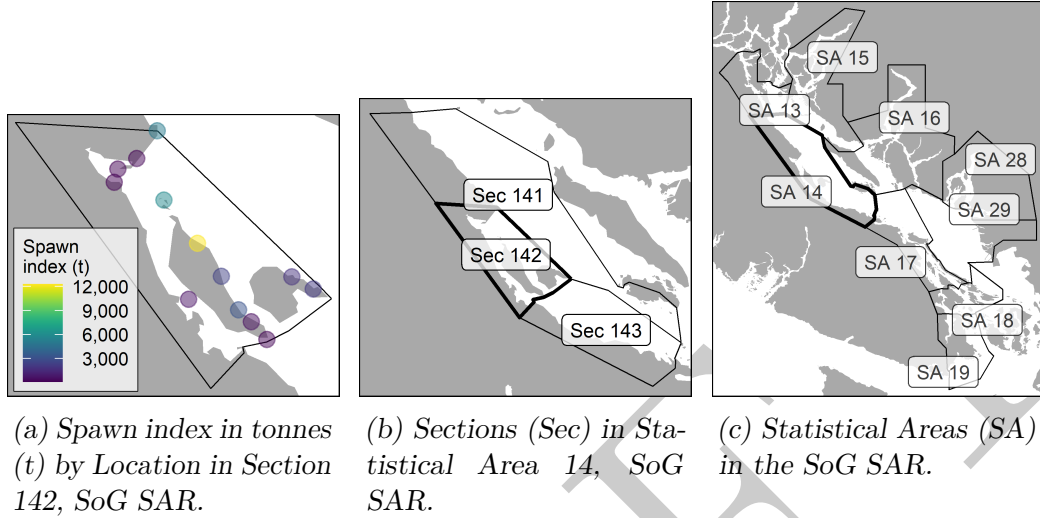 Spawn
index (t)
12,000
9,000
6,000
3,000
Sec 141
Sec 142
Sec 143
SA 15
SA 13
SA 16
SA 28
SA 14
SA 29
SA 17
SA 18
SA 19
(a) Spawn index in tonnes
(t) by Location in Section
142, SoG SAR.
(b) Sections (Sec) in Sta-
tistical Area 14, SoG
SAR.
(c) Statistical Areas (SA)
in the SoG SAR.